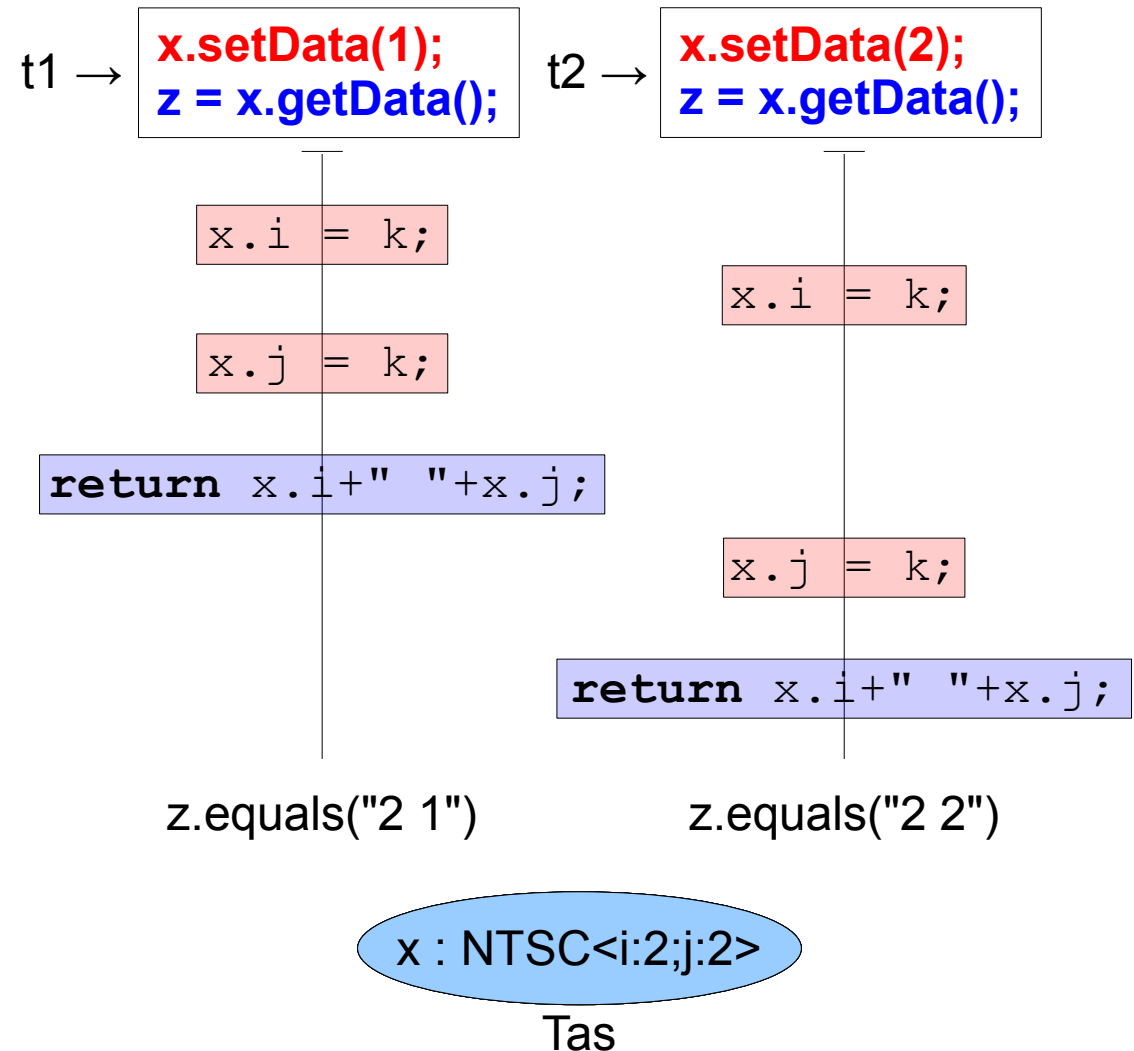 t1 →
x.setData(1);
z = x.getData();
t2 →
x.setData(2);
z = x.getData();
x.i = k;
x.i = k;
x.j = k;
return x.i+" "+x.j;
x.j = k;
return x.i+" "+x.j;
z.equals("2 1")
z.equals("2 2")
x : NTSC<i:2;j:2>
Tas